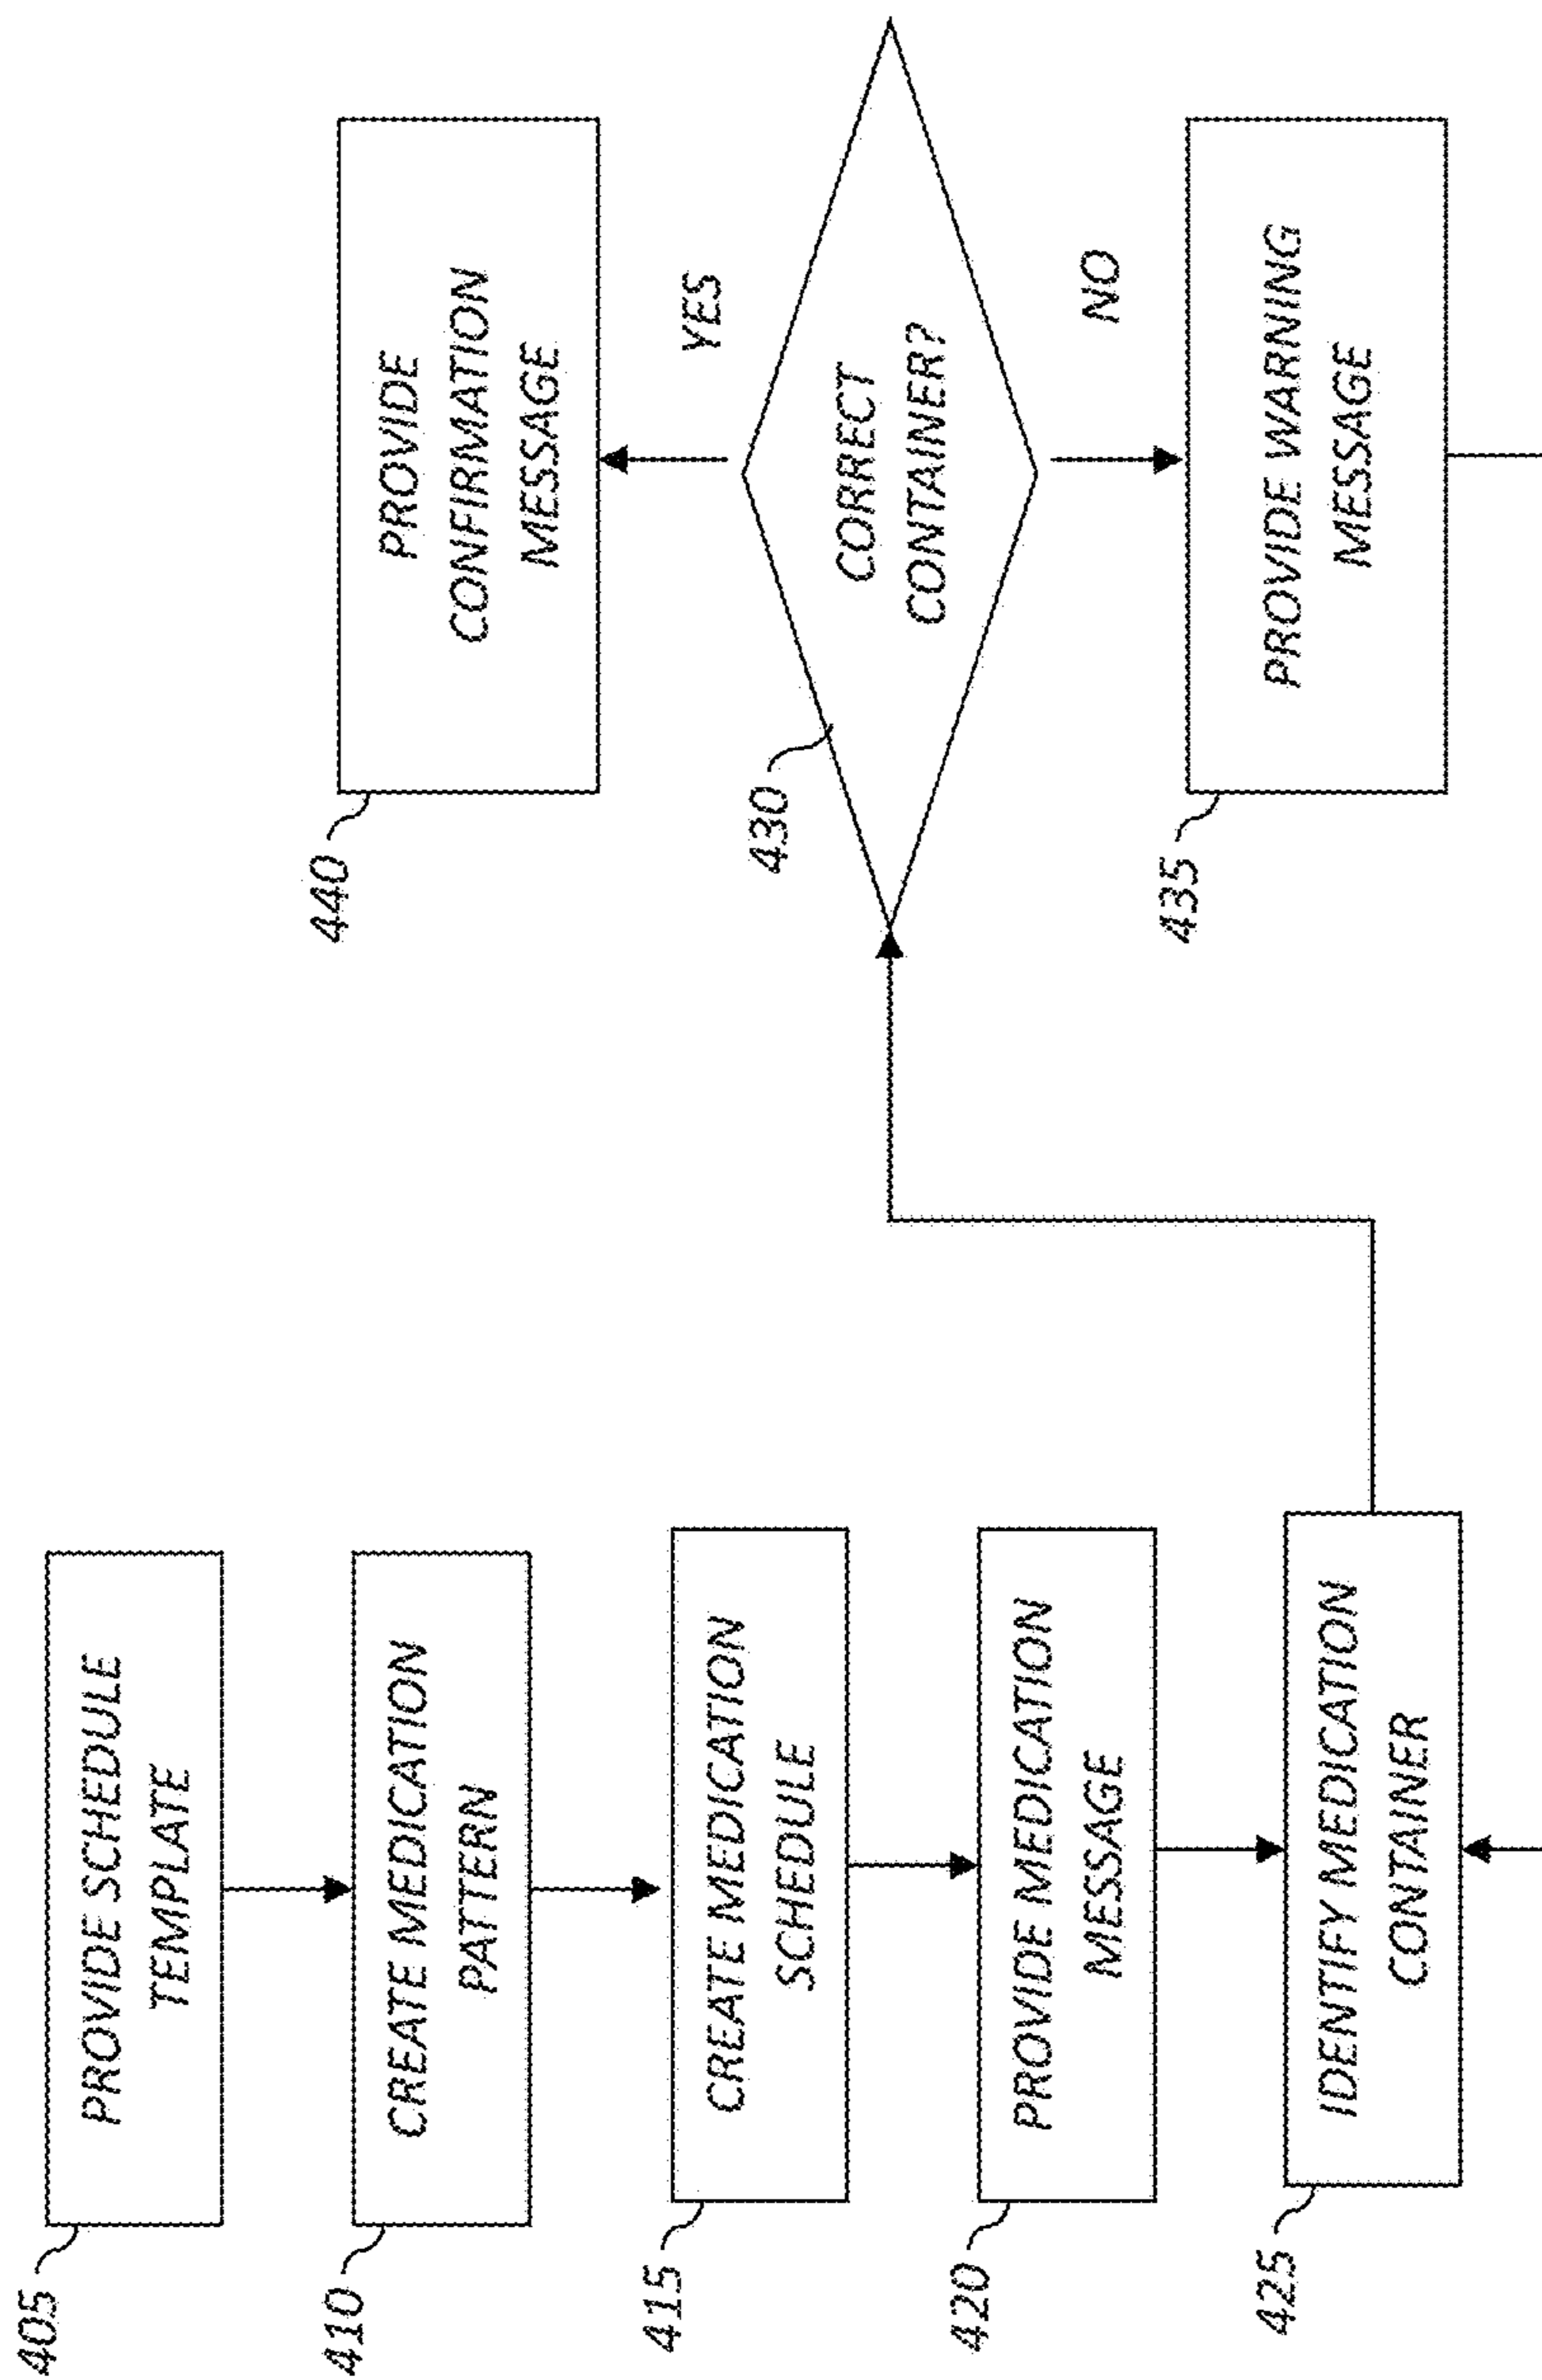 405
PROVIDE SCHEDULE
TEMPLATE
410
CREATE MEDICATION
PATTERN
415
CREATE MEDICATION
SCHEDULE
420
PROVIDE MEDICATION
MESSAGE
425
IDENTIFY MEDICATION
CONTAINER
430
CORRECT
CONTAINER?
YES
440
PROVIDE
CONFIRMATION
MESSAGE
NO
435
PROVIDE WARNING
MESSAGE